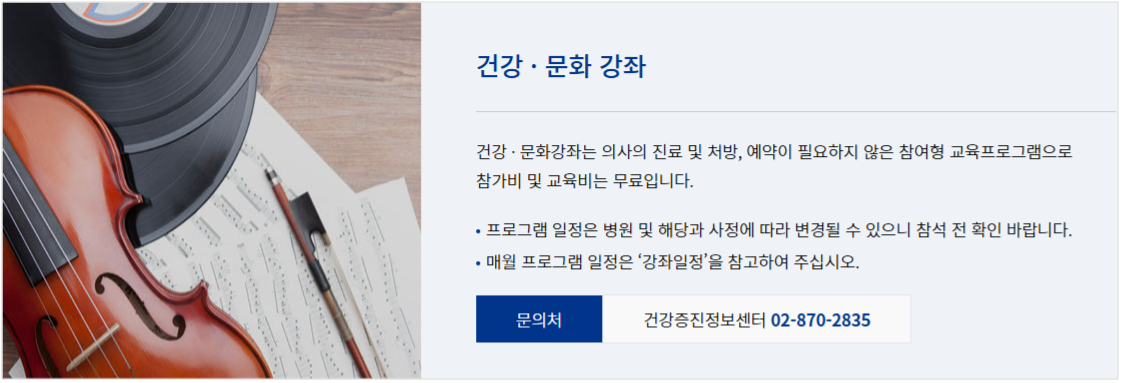 건강 · 문화 강좌
건강 · 문화강좌는 의사의 진료 및 처방, 예약이 필요하지 않은 참여형 교육프로그램으로
참가비 및 교육비는 무료입니다.
• 프로그램 일정은 병원 및 해당과 사정에 따라 변경될 수 있으니 참석 전 확인 바랍니다.
• 매월 프로그램 일정은 ‘강좌일정’을 참고하여 주십시오.
문의처 건강증진정보센터 02-870-2835